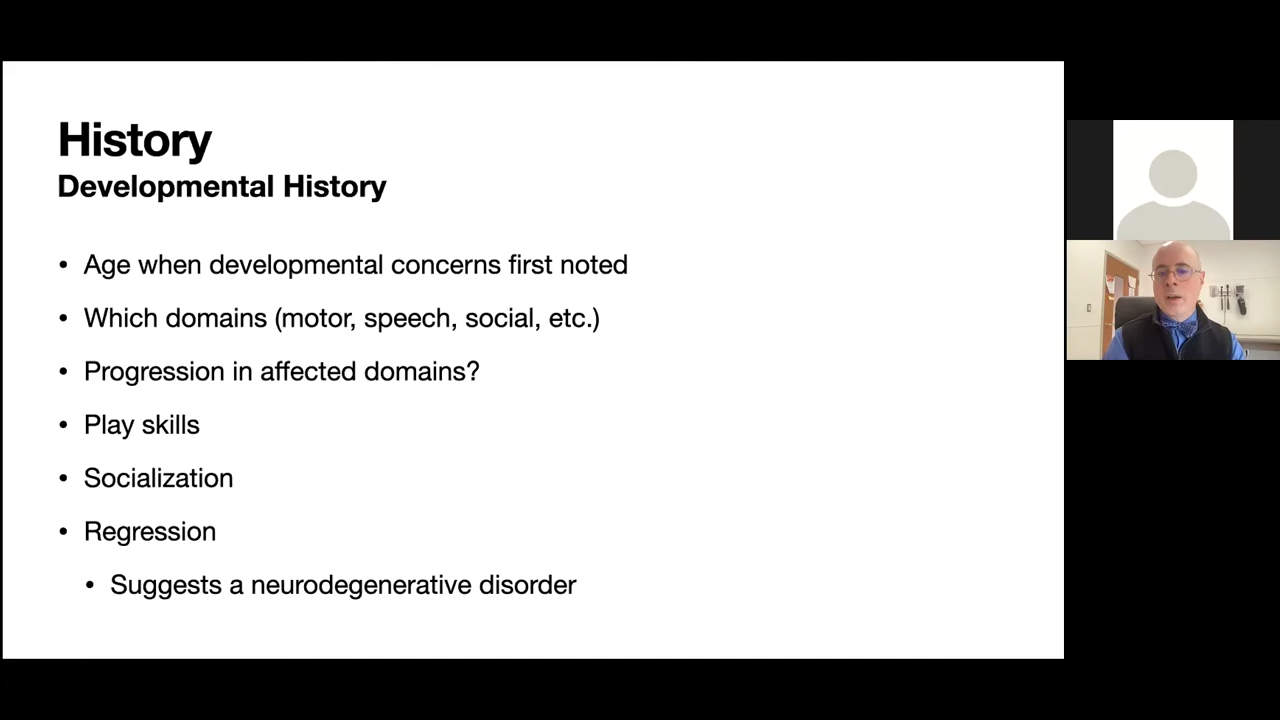 History
Developmental History
• Age when developmental concerns first noted
• Which domains (motor, speech, social, etc.)
• Progression in affected domains?
• Play skills
• Socialization
• Regression
• Suggests a neurodegenerative disorder